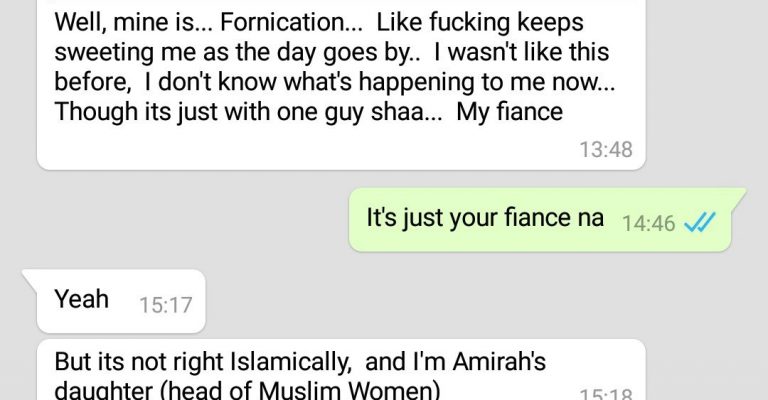 Well, mine is... Fornication... Like fucking keeps
sweeting me as the day goes by.. I wasn't like this
before, I don't know what's happening to me now...
Though its just with one guy shaa... My fiance
13:48
It's just your fiance na 14:46
Yeah 15:17
But its not right Islamically, and I'm Amirah's
daughter (head of Muslim Women) 15:18